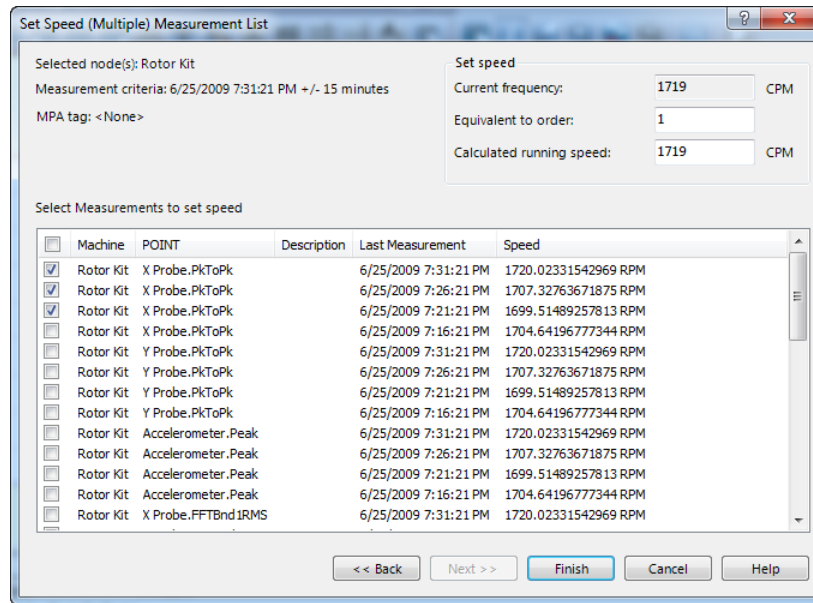 Set Speed (Multiple) Measurement List
?
X
Selected node(s): Rotor Kit
Measurement criteria: 6/25/2009 7:31:21 PM +/- 15 minutes
MPA tag: <None>
Set speed
Current frequency: 1719 CPM
Equivalent to order: 1
Calculated running speed: 1719 CPM
Select Measurements to set speed
Machine POINT Description Last Measurement Speed
Rotor Kit X Probe.PkToPk 6/25/2009 7:31:21 PM 1720.02331542969 RPM
Rotor Kit X Probe.PkToPk 6/25/2009 7:26:21 PM 1707.32763671875 RPM
Rotor Kit X Probe.PkToPk 6/25/2009 7:21:21 PM 1699.51489257813 RPM
Rotor Kit X Probe.PkToPk 6/25/2009 7:16:21 PM 1704.64196777344 RPM
Rotor Kit Y Probe.PkToPk 6/25/2009 7:31:21 PM 1720.02331542969 RPM
Rotor Kit Y Probe.PkToPk 6/25/2009 7:26:21 PM 1707.32763671875 RPM
Rotor Kit Y Probe.PkToPk 6/25/2009 7:21:21 PM 1699.51489257813 RPM
Rotor Kit Y Probe.PkToPk 6/25/2009 7:16:21 PM 1704.64196777344 RPM
Rotor Kit Accelerometer.Peak 6/25/2009 7:31:21 PM 1720.02331542969 RPM
Rotor Kit Accelerometer.Peak 6/25/2009 7:26:21 PM 1707.32763671875 RPM
Rotor Kit Accelerometer.Peak 6/25/2009 7:21:21 PM 1699.51489257813 RPM
Rotor Kit Accelerometer.Peak 6/25/2009 7:16:21 PM 1704.64196777344 RPM
Rotor Kit X Probe.FFTBnd1RMS 6/25/2009 7:31:21 PM 1720.02331542969 RPM
<< Back Next >> Finish Cancel Help